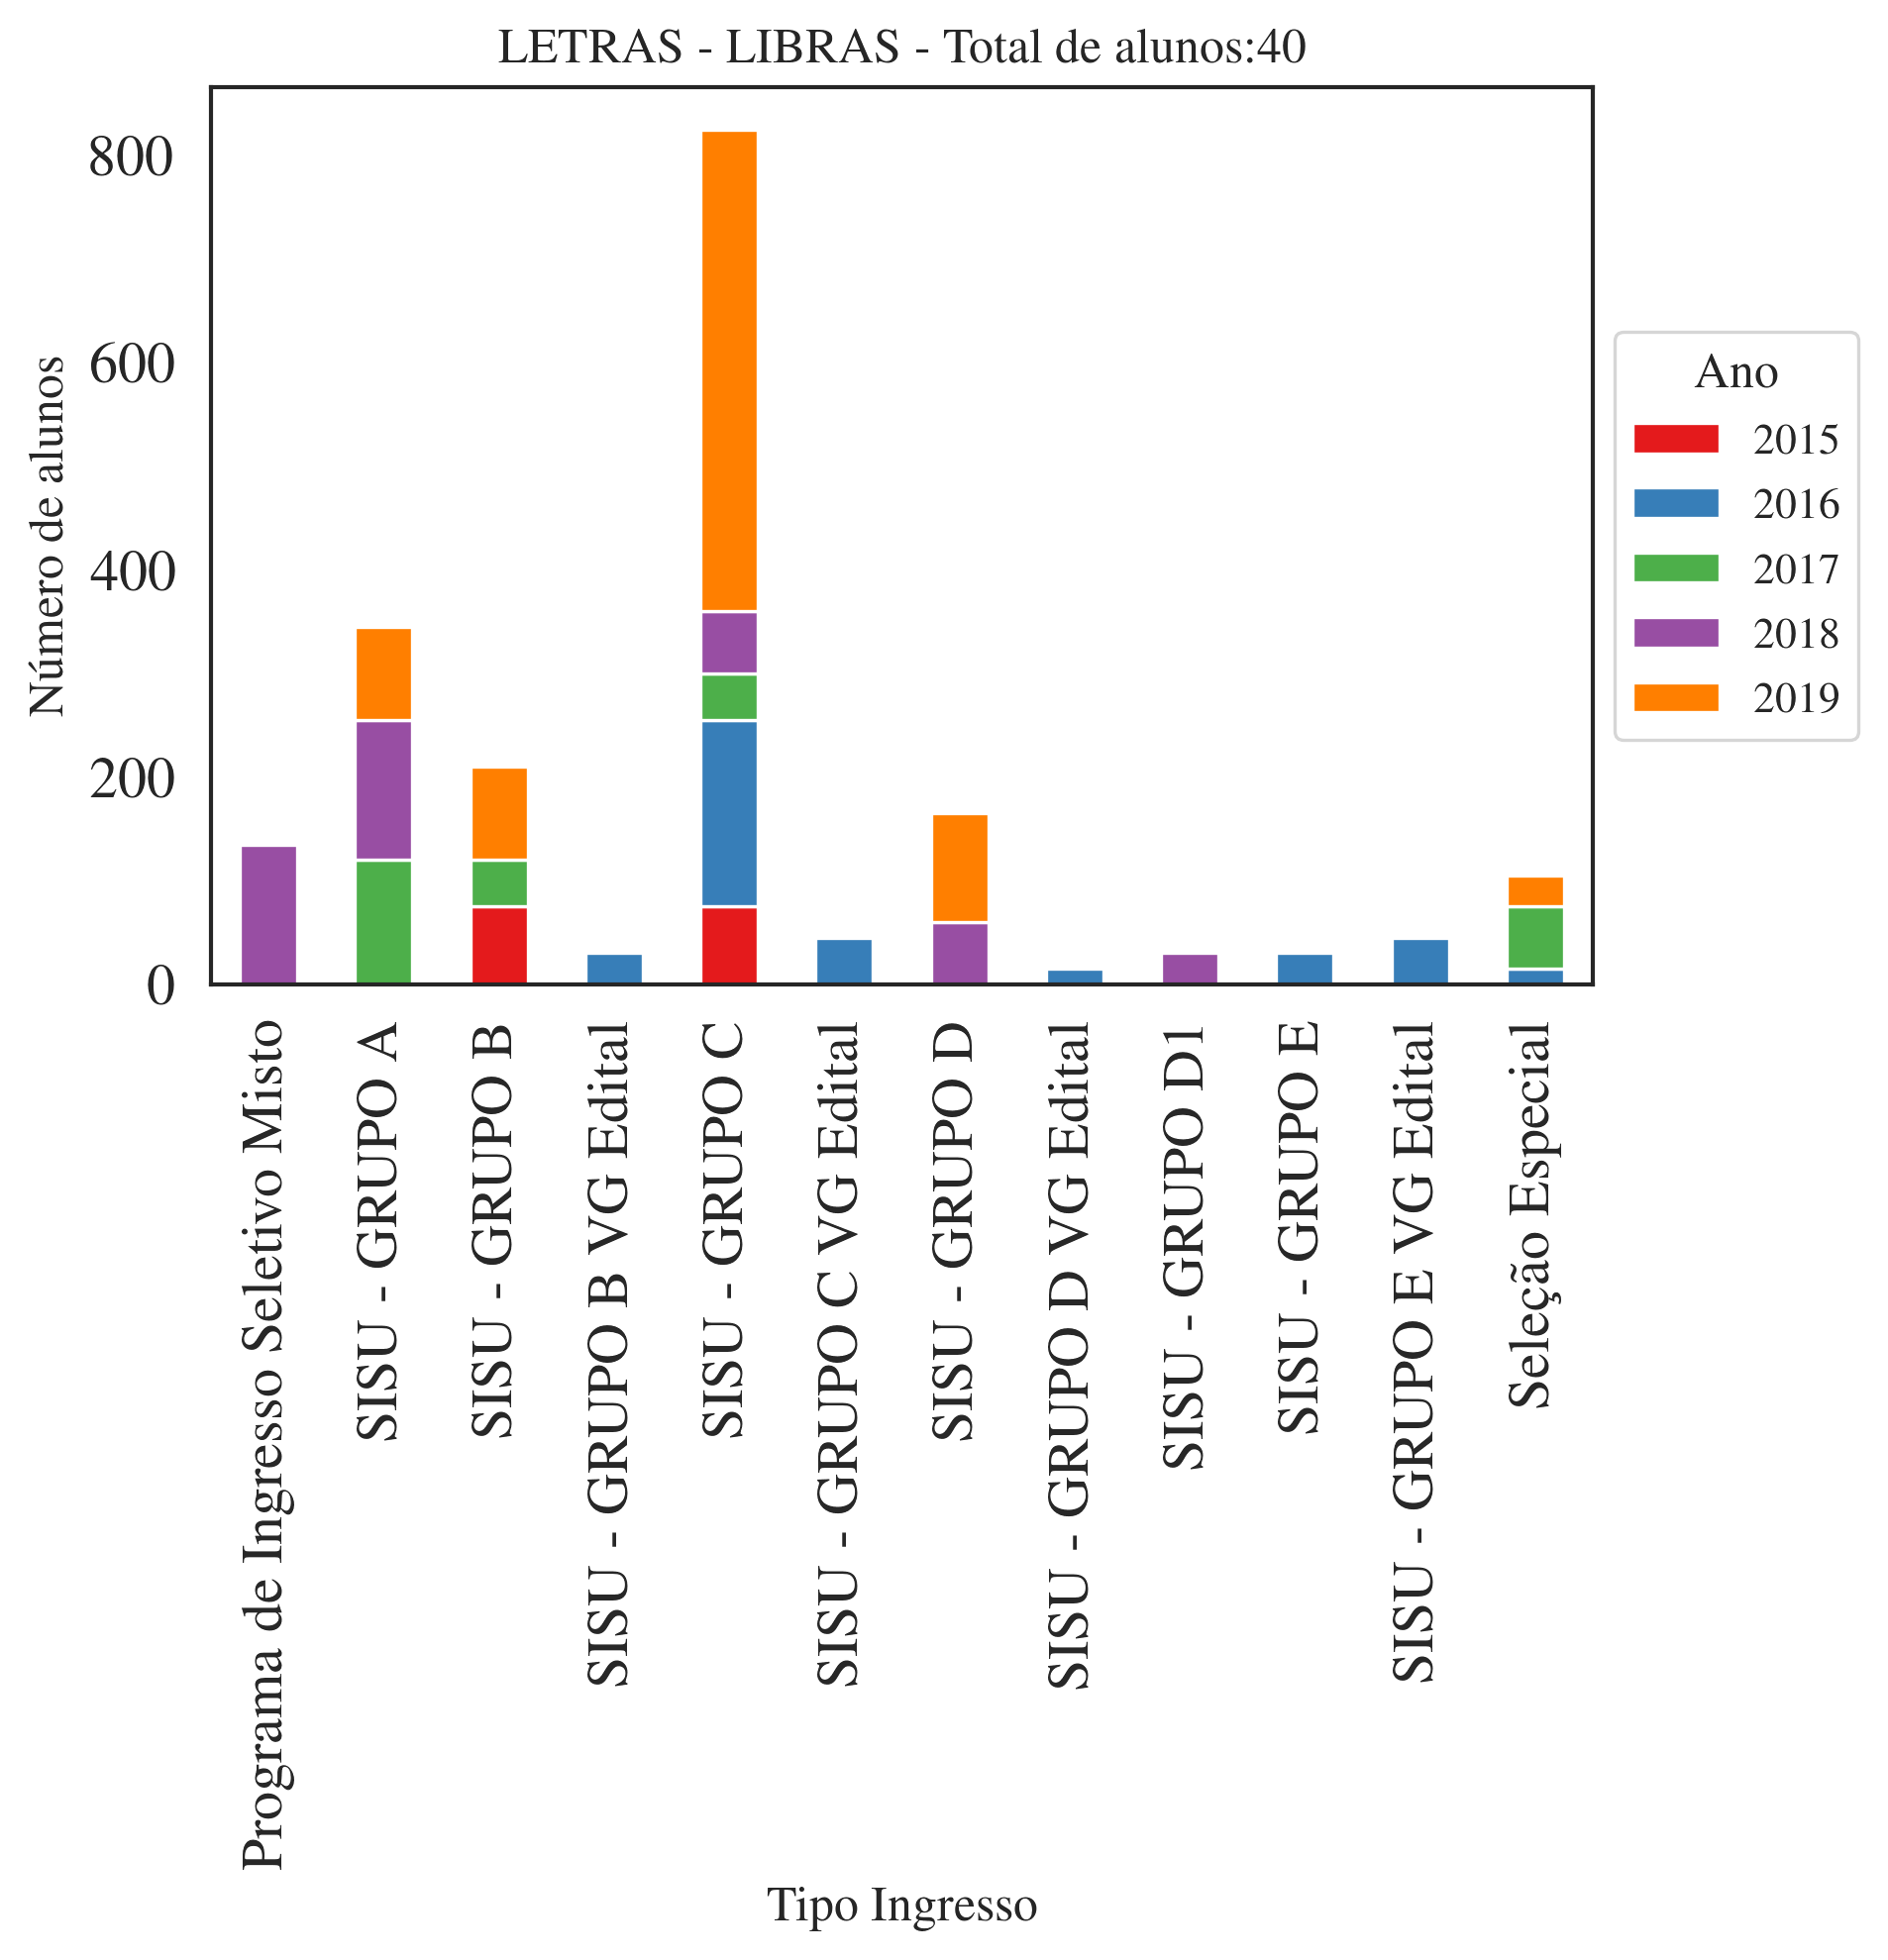 LETRAS - LIBRAS - Total de alunos:40
Número de alunos
800
600
400
200
0
Ano
2015
2016
2017
2018
2019
Programa de Ingresso Seletivo Misto
SISU - GRUPO A
SISU - GRUPO B
SISU - GRUPO B VG Edital
SISU - GRUPO C
SISU - GRUPO C VG Edital
SISU - GRUPO D
SISU - GRUPO D VG Edital
SISU - GRUPO D1
SISU - GRUPO E
SISU - GRUPO E VG Edital
Seleção Especial
Tipo Ingresso